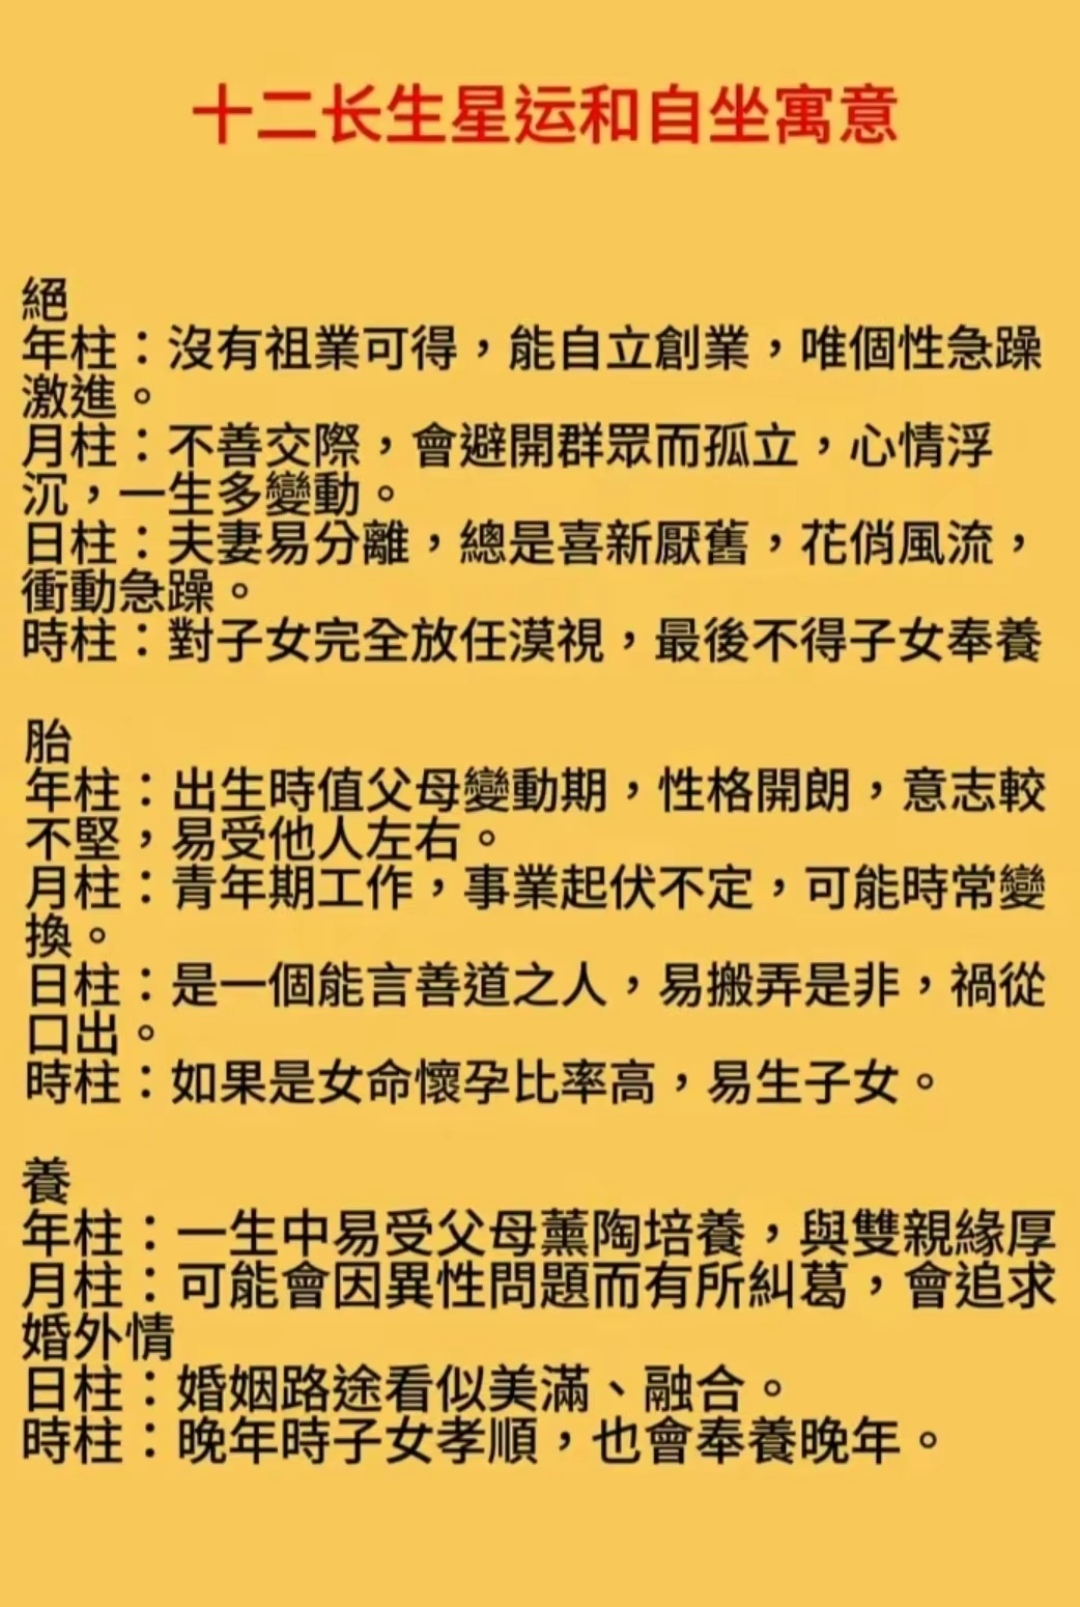 十二长生星运和自坐寓意
絕
年柱：沒有祖業可得，能自立創業，唯個性急躁
激進。
月柱：不善交際，會避開群眾而孤立，心情浮
沉，一生多變動。
日柱：夫妻易分離，總是喜新厭舊，花俏風流，
衝動急躁。
時柱：對子女完全放任漠視，最後不得子女奉養
胎
年柱：出生時值父母變動期，性格開朗，意志較
不堅，易受他人左右。
月柱：青年期工作，事業起伏不定，可能時常變
換。
日柱：是一個能言善道之人，易搬弄是非，禍從
口出。
時柱：如果是女命懷孕比率高，易生子女。
養
年柱：一生中易受父母薰陶培養，與雙親緣厚
月柱：可能會因異性問題而有所糾葛，會追求
婚外情
日柱：婚姻路途看似美滿、融合。
時柱：晚年時子女孝順，也會奉養晚年。